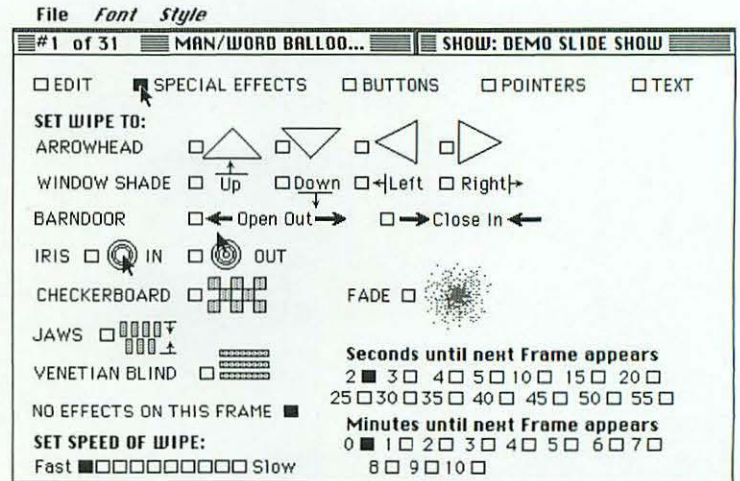 File Font Style
#1 of 31 MAN/WORD BALLOO... SHOW: DEMO SLIDE SHOW
EDIT SPECIAL EFFECTS BUTTONS POINTERS TEXT
SET WIPE TO:
ARROWHEAD
WINDOW SHADE Up Down Left Right
BARNDOOR Open Out Close In
IRIS IN OUT
CHECKERBOARD FADE
JAWS
VENETIAN BLIND
NO EFFECTS ON THIS FRAME
SET SPEED OF WIPE:
Fast Slow
Seconds until next Frame appears
2 3 4 5 10 15 20
25 30 35 40 45 50 55
Minutes until next Frame appears
0 1 2 3 4 5 6 7
8 9 10